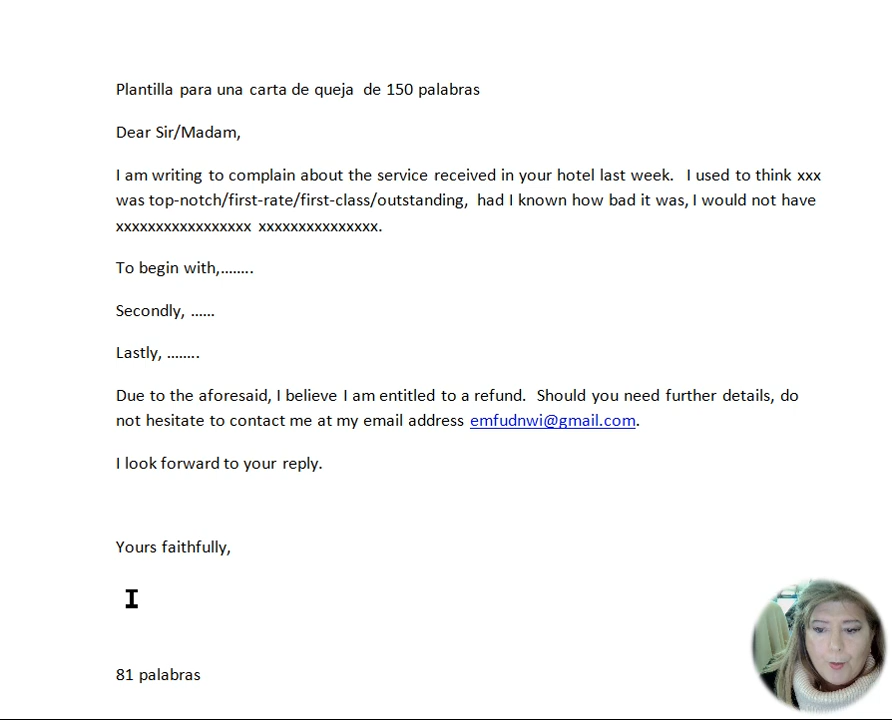 Plantilla para una carta de queja  de 150 palabras
Dear Sir/Madam,
I am writing to complain about the service received in your hotel last week.  I used to think xxx
was top-notch/first-rate/first-class/outstanding,  had I known how bad it was, I would not have
xxxxxxxxxxxxxxxxx xxxxxxxxxxxxxxx.
To begin with,........
Secondly, ......
Lastly, ........
Due to the aforesaid, I believe I am entitled to a refund.  Should you need further details, do
not hesitate to contact me at my email address emfudnwi@gmail.com.
I look forward to your reply.
Yours faithfully,
81 palabras